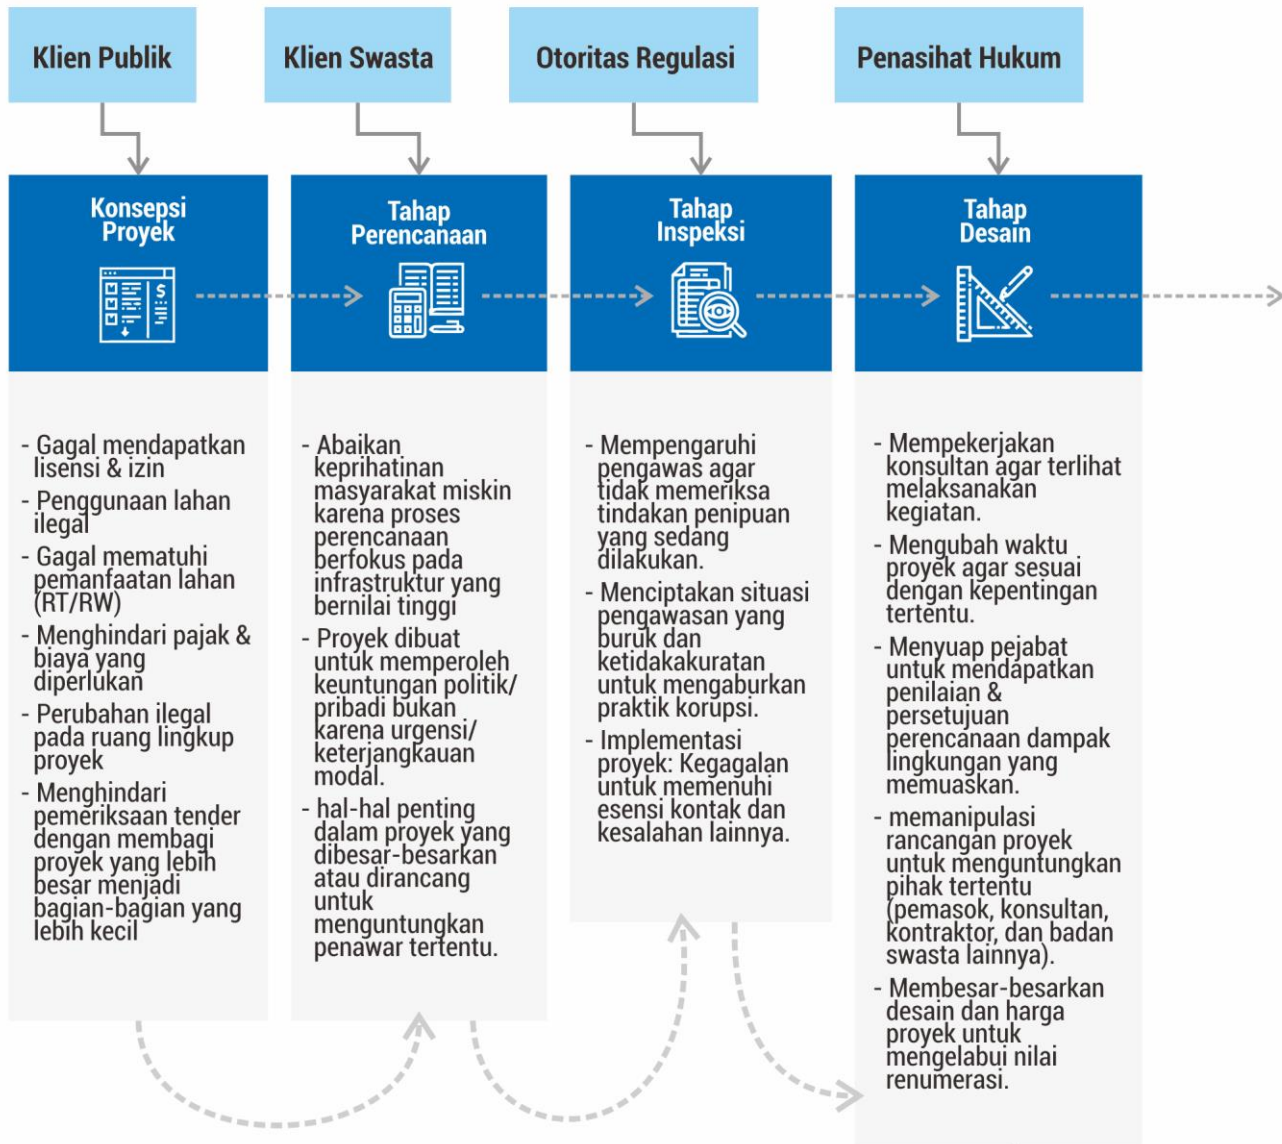 Klien Publik
Klien Swasta
Otoritas Regulasi
Penasihat Hukum
Konsepsi
Proyek
Tahap
Perencanaan
Tahap
Inspeksi
Tahap
Desain
- Gagal mendapatkan
lisensi & izin
- Penggunaan lahan
ilegal
- Gagal mematuhi
pemanfaatan lahan
(RT/RW)
- Menghindari pajak &
biaya yang
diperlukan
- Perubahan ilegal
pada ruang lingkup
proyek
- Menghindari
pemeriksaan tender
dengan membagi
proyek yang lebih
besar menjadi
bagian-bagian yang
lebih kecil
- Abaikan
keprihatinan
masyarakat miskin
karena proses
perencanaan
berfokus pada
infrastruktur yang
bernilai tinggi
- Proyek dibuat
untuk memperoleh
keuntungan politik/
pribadi bukan
karena urgensi/
keterjangkauan
modal.
- hal-hal penting
dalam proyek yang
dibesar-besarkan
atau dirancang
untuk
menguntungkan
penawar tertentu.
- Mempengaruhi
pengawas agar
tidak memeriksa
tindakan penipuan
yang sedang
dilakukan.
- Menciptakan situasi
pengawasan yang
buruk dan
ketidakakuratan
untuk mengaburkan
praktik korupsi.
- Implementasi
proyek: Kegagalan
untuk memenuhi
esensi kontak dan
kesalahan lainnya.
- Mempekerjakan
konsultan agar terlihat
melaksanakan
kegiatan.
- Mengubah waktu
proyek agar sesuai
dengan kepentingan
tertentu.
- Menyuap pejabat
untuk mendapatkan
penilaian &
persetujuan
perencanaan dampak
lingkungan yang
memuaskan.
- memanipulasi
rancangan proyek
untuk menguntungkan
pihak tertentu
(pemasok, konsultan,
kontraktor, dan badan
swasta lainnya).
- Membesar-besarkan
desain dan harga
proyek untuk
mengelabui nilai
renumerasi.